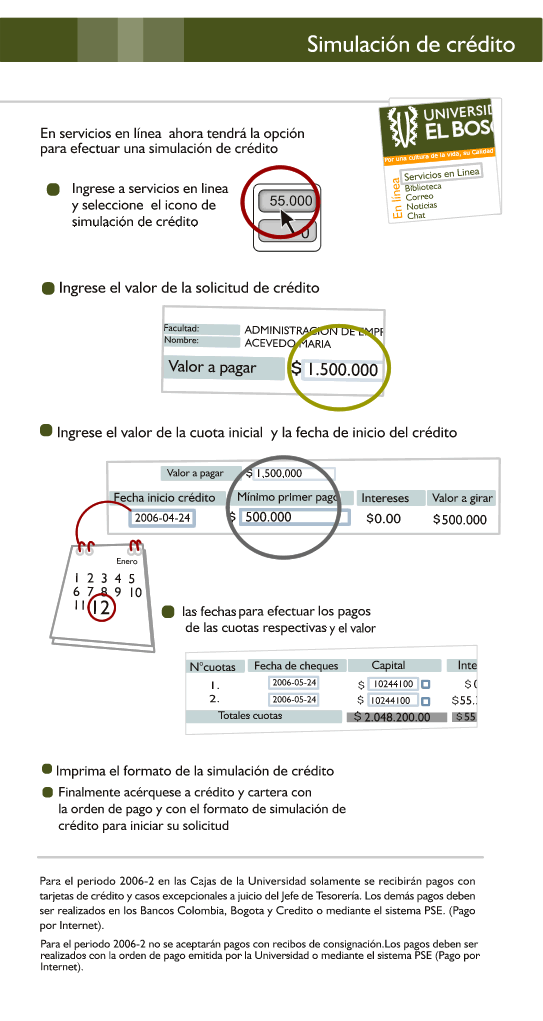 Simulación de crédito
En servicios en línea ahora tendrá la opción
para efectuar una simulación de crédito
UNIVERSID
EL BOS
Por una cultura de la vida, su Calidad
En línea
Servicios en Linea
Biblioteca
Correo
Noticias
Chat
Ingrese a servicios en linea
y seleccione el icono de
simulación de crédito
55.000
0
Ingrese el valor de la solicitud de crédito
Facultad: ADMINISTRACION DE EMPR
Nombre: ACEVEDO MARIA
Valor a pagar $ 1.500.000
Ingrese el valor de la cuota inicial y la fecha de inicio del crédito
Valor a pagar $ 1,500,000
Fecha inicio crédito Mínimo primer pago Intereses Valor a girar
2006-04-24 $ 500.000 $0.00 $500.000
Enero
1 2 3 4 5
6 7 8 9 10
11 12
las fechas para efectuar los pagos
de las cuotas respectivas y el valor
N°cuotas Fecha de cheques Capital Inte
1. 2006-05-24 $ 10244100 $0
2. 2006-05-24 $ 10244100 $55.
Totales cuotas $ 2.048.200.00 $55
Imprima el formato de la simulación de crédito
Finalmente acérquese a crédito y cartera con
la orden de pago y con el formato de simulación de
crédito para iniciar su solicitud
Para el periodo 2006-2 en las Cajas de la Universidad solamente se recibirán pagos con
tarjetas de crédito y casos excepcionales a juicio del Jefe de Tesorería. Los demás pagos deben
ser realizados en los Bancos Colombia, Bogota y Credito o mediante el sistema PSE. (Pago
por Internet).
Para el periodo 2006-2 no se aceptarán pagos con recibos de consignación.Los pagos deben ser
realizados con la orden de pago emitida por la Universidad o mediante el sistema PSE (Pago por
Internet).